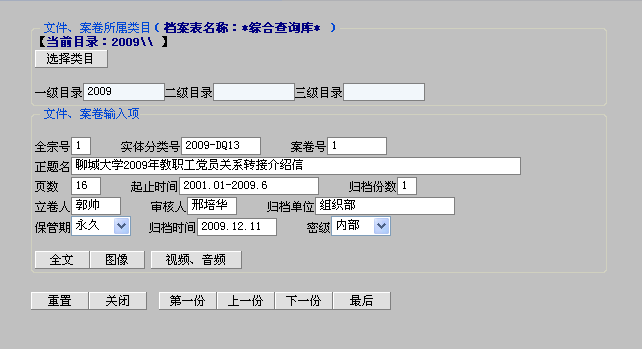 文件、案卷所属类目(档案表名称：*综合查询库* )
【当前目录：2009\\ 】
选择类目
一级目录 2009 二级目录 三级目录
文件、案卷输入项
全宗号 1 实体分类号 2009-DQ13 案卷号 1
正题名 聊城大学2009年教职工党员关系转接介绍信
页数 16 起止时间 2001.01-2009.6 归档份数 1
立卷人 郭帅 审核人 邢培华 归档单位 组织部
保管期 永久 归档时间 2009.12.11 密级 内部
全文 图像 视频、音频
重置 关闭 第一份 上一份 下一份 最后